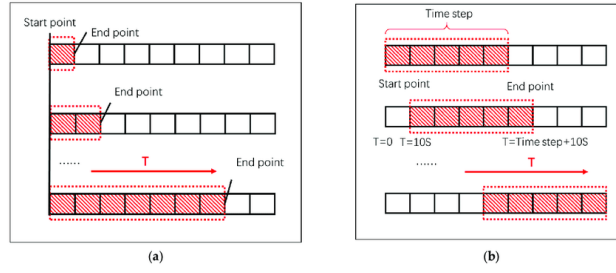 Start point
End point
End point
......
T
End point
(a)
Time step
Start point
End point
T=0 T=10S
T=Time step+10S
......
T
(b)